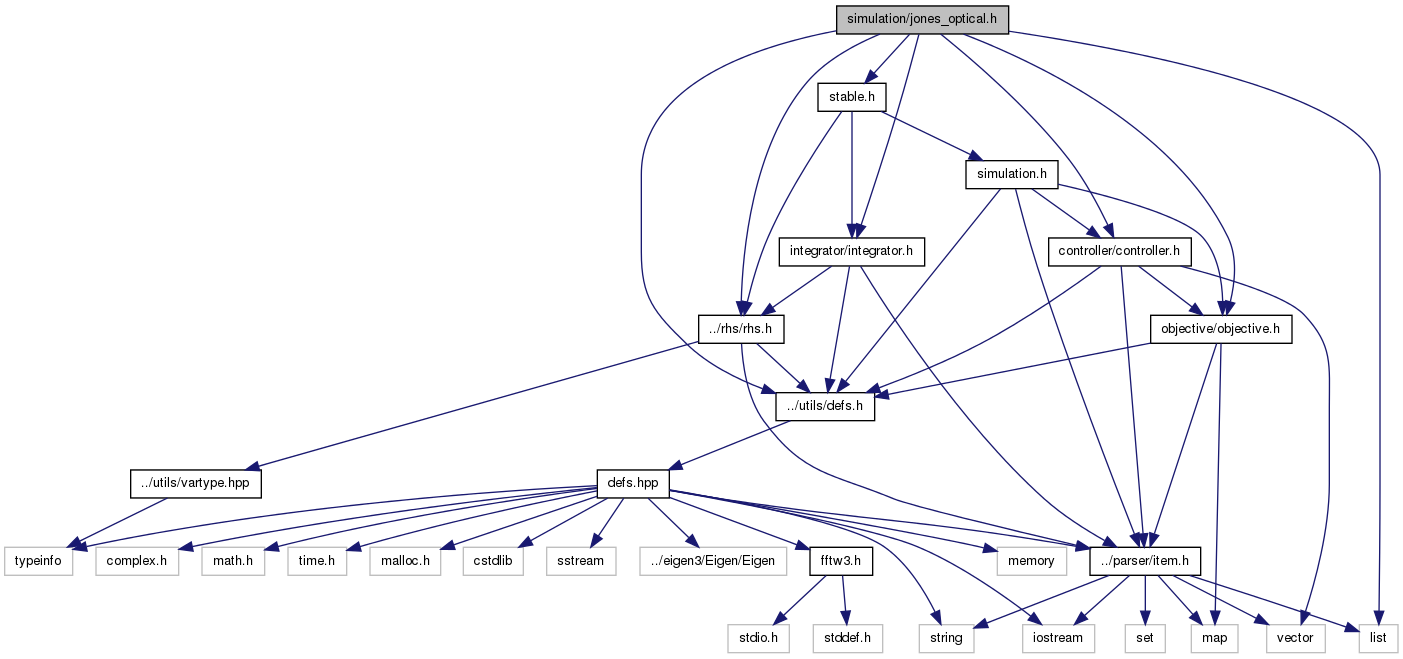 simulation/jones_optical.h
stable.h
simulation.h
integrator/integrator.h
controller/controller.h
../rhs/rhs.h
objective/objective.h
../utils/defs.h
../utils/vartype.hpp
defs.hpp
typeinfo
complex.h
math.h
time.h
malloc.h
cstdlib
sstream
../eigen3/Eigen/Eigen
fftw3.h
memory
../parser/item.h
stdio.h
stddef.h
string
iostream
set
map
vector
list